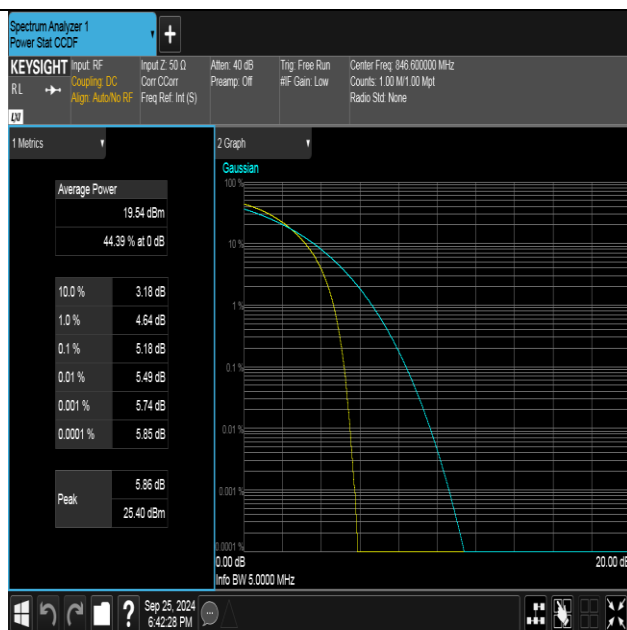 Spectrum Analyzer 1
Power Stat CCDF
+
KEYSIGHT
RL
LXI
Input: RF
Coupling: DC
Align: Auto/No RF
Input Z: 50 Ω
Corr CCorr
Freq Ref: Int (S)
Atten: 40 dB
Preamp: Off
Trig: Free Run
#IF Gain: Low
Center Freq: 846.600000 MHz
Counts: 1.00 M/1.00 Mpt
Radio Std: None
1 Metrics
Average Power
19.54 dBm
44.39 % at 0 dB
10.0 % 3.18 dB
1.0 % 4.64 dB
0.1 % 5.18 dB
0.01 % 5.49 dB
0.001 % 5.74 dB
0.0001 % 5.85 dB
Peak
5.86 dB
25.40 dBm
2 Graph
Gaussian
100 %
10 %
1 %
0.1 %
0.01 %
0.001 %
0.0001 %
0.00 dB
20.00 dB
Info BW 5.0000 MHz
?
Sep 25, 2024
6:42:28 PM